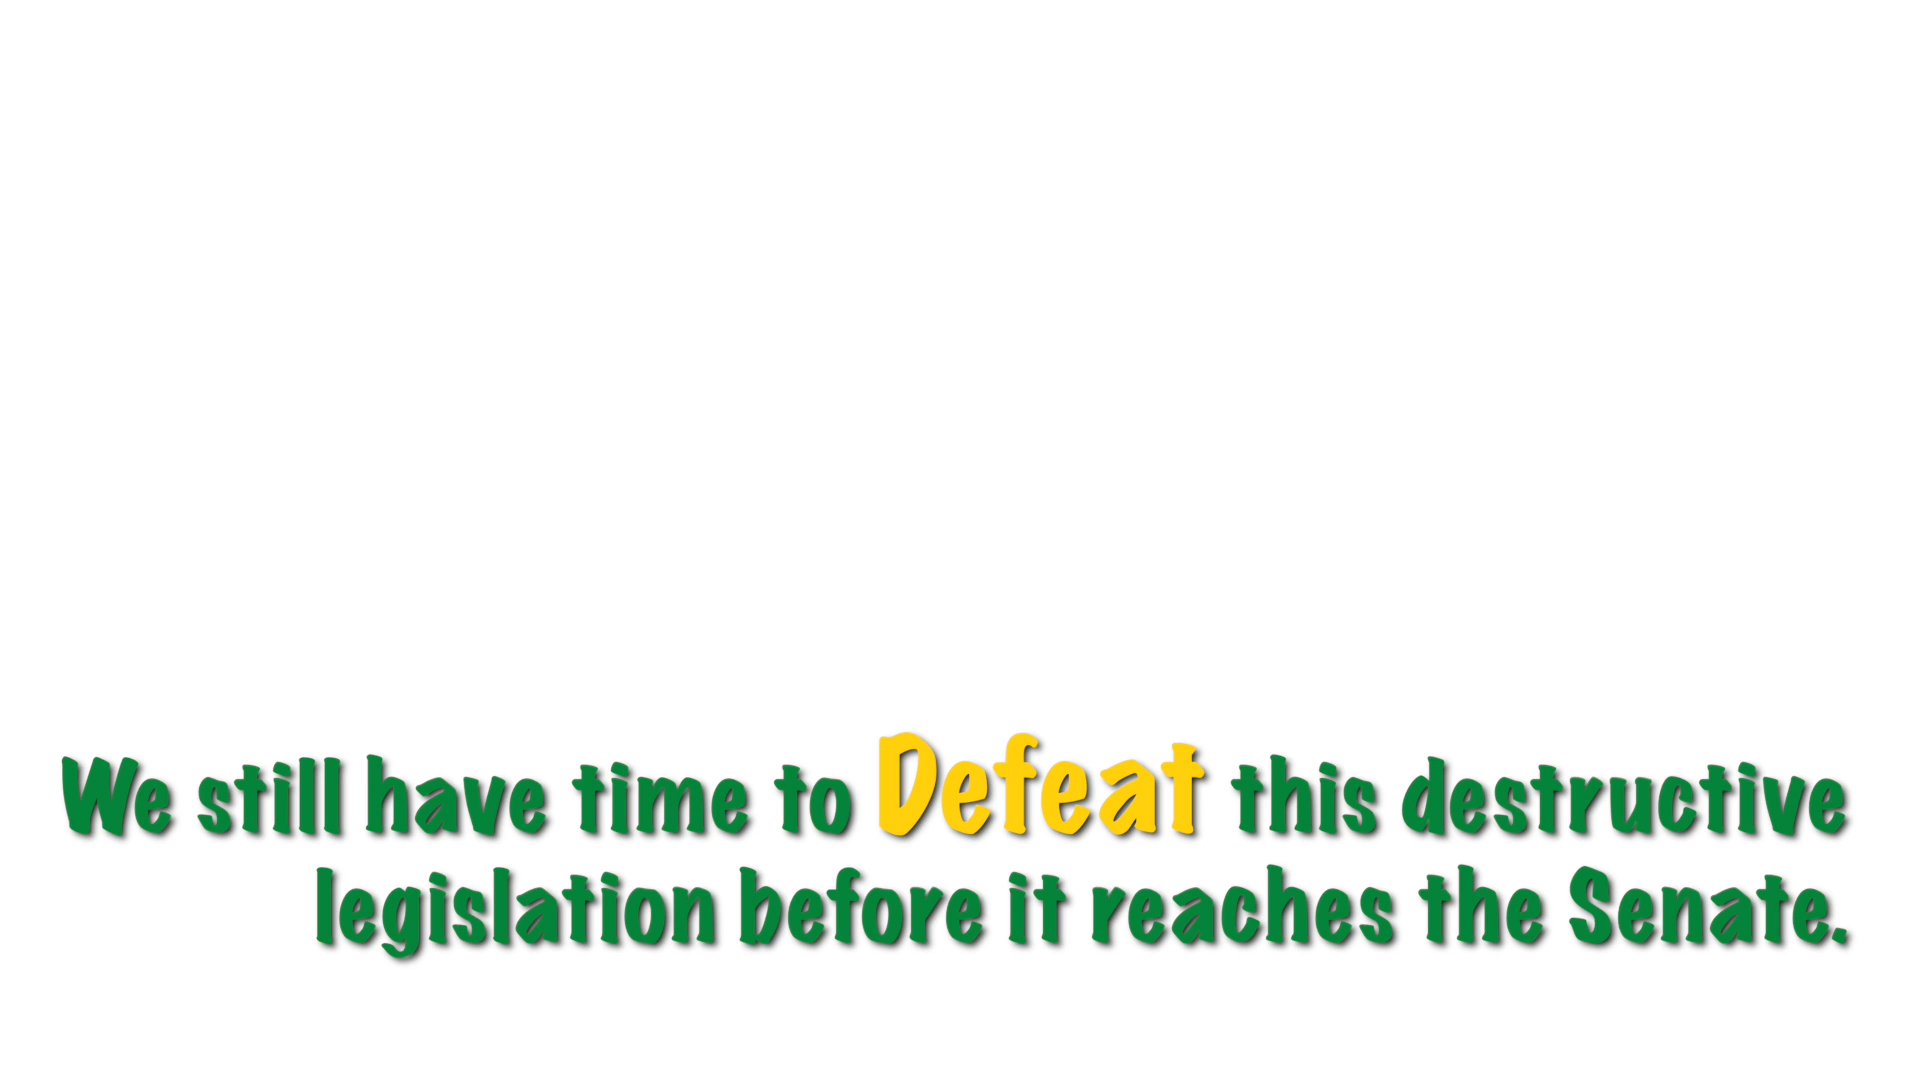 We still have time to Defeat this destructive
legislation before it reaches the Senate.